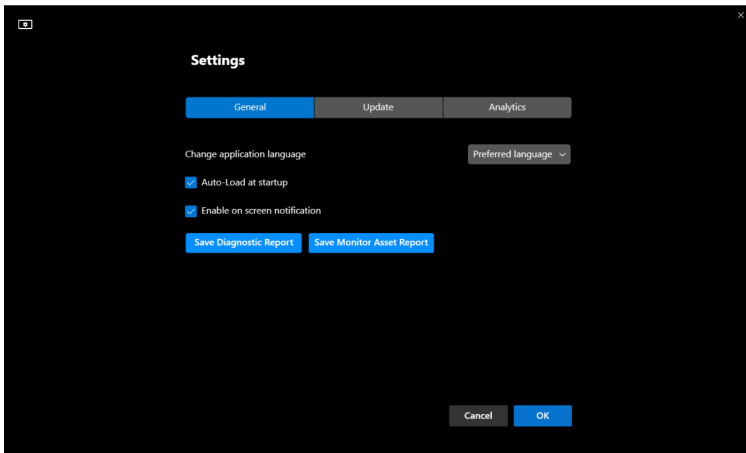 Settings
General
Update
Analytics
Change application language
Preferred language
Auto-Load at startup
Enable on screen notification
Save Diagnostic Report
Save Monitor Asset Report
Cancel
OK